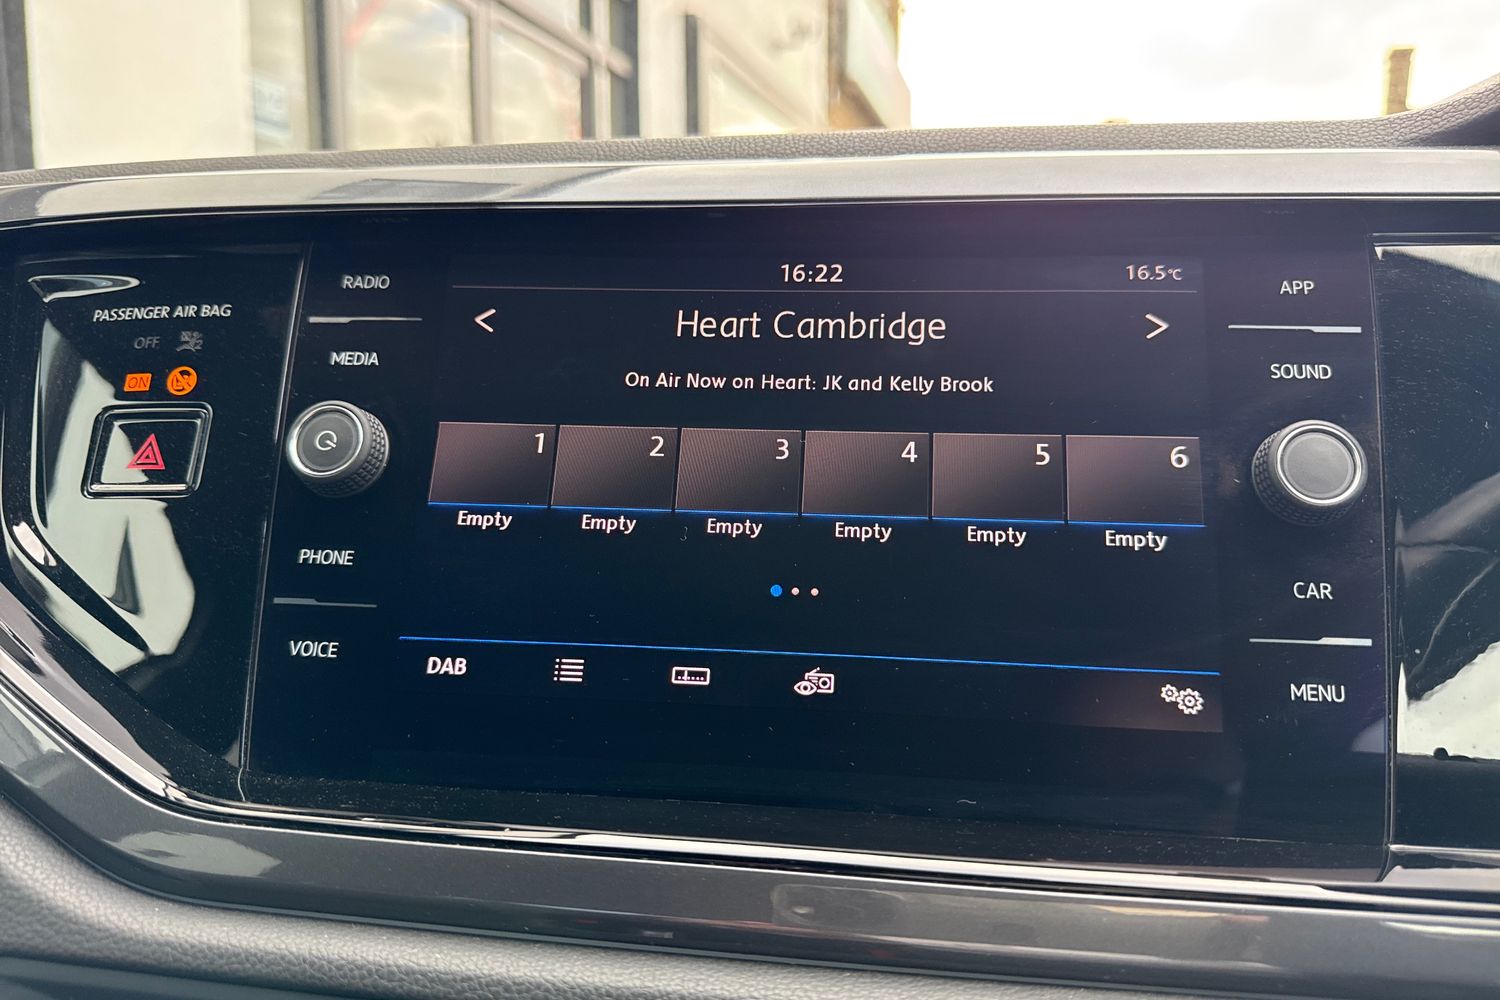 16:22
16.5°C
RADIO
MEDIA
PHONE
VOICE
PASSENGER AIR BAG
OFF
ON
< Heart Cambridge >
On Air Now on Heart: JK and Kelly Brook
1 2 3 4 5 6
Empty Empty Empty Empty Empty Empty
DAB
APP
SOUND
CAR
MENU